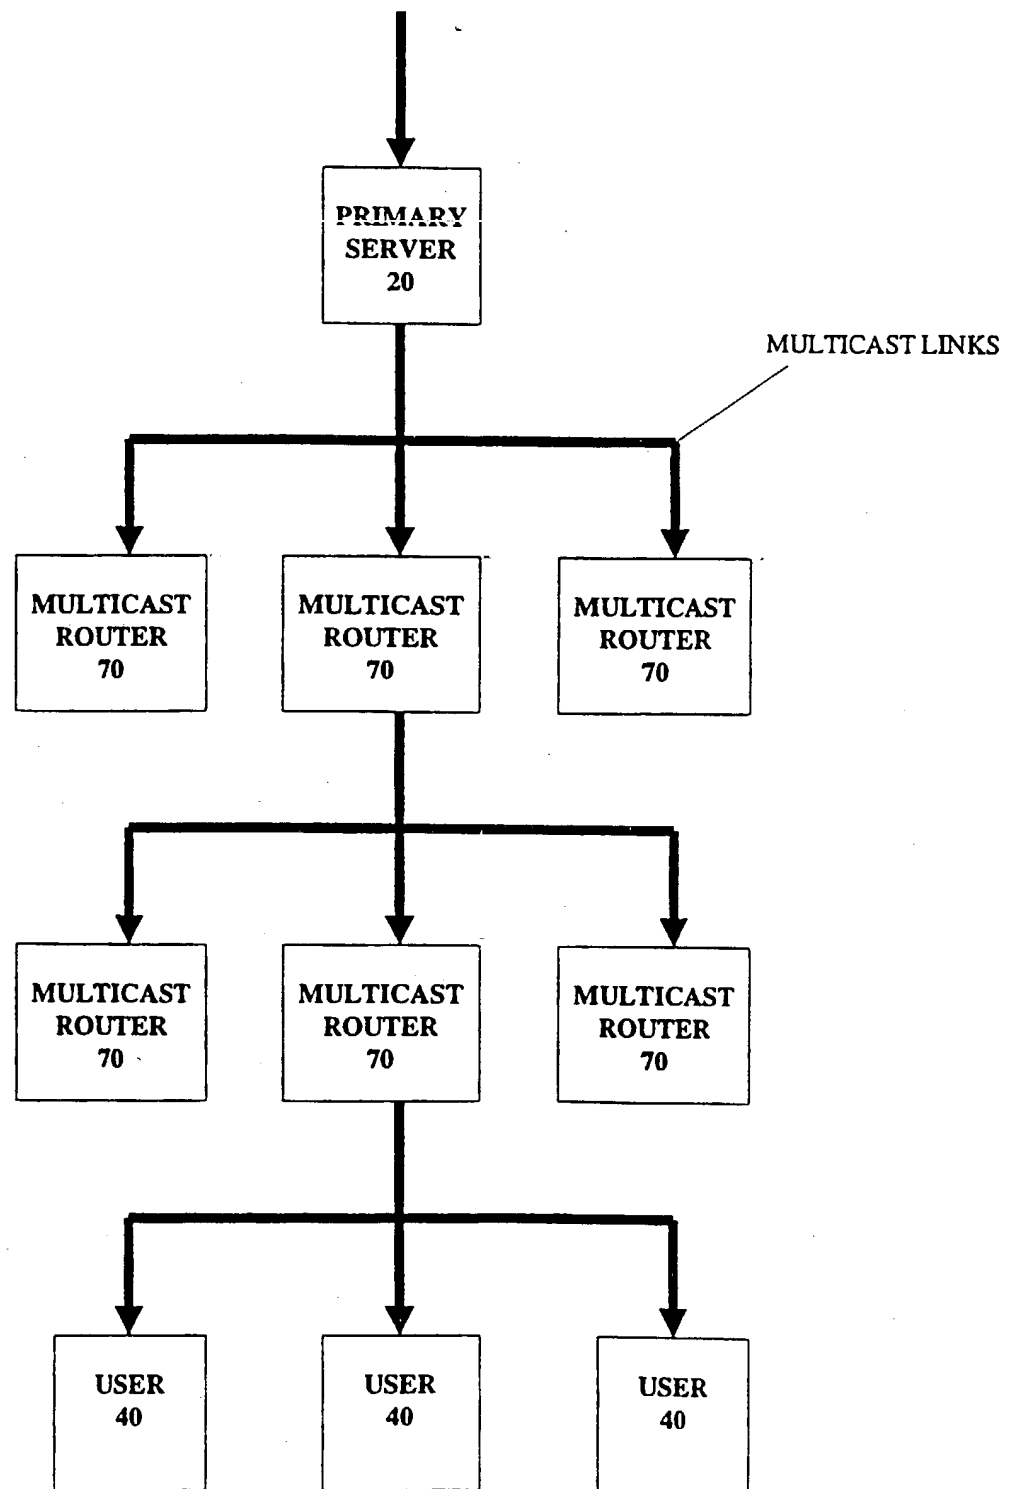 PRIMARY
SERVER
20
MULTICAST LINKS
MULTICAST
ROUTER
70
MULTICAST
ROUTER
70
MULTICAST
ROUTER
70
MULTICAST
ROUTER
70
MULTICAST
ROUTER
70
MULTICAST
ROUTER
70
USER
40
USER
40
USER
40